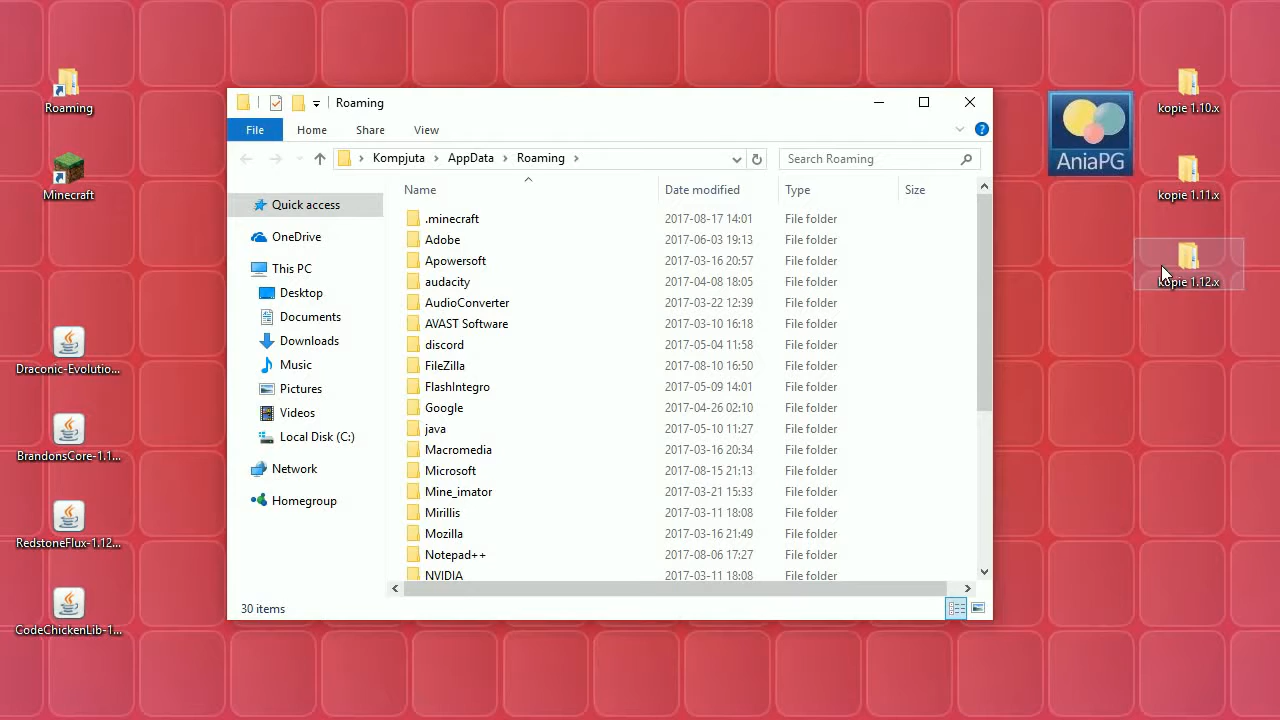 Roaming
Minecraft
Draconic-Evolutio...
BrandonsCore-1.1...
RedstoneFlux-1.12...
CodeChickenLib-1...
Roaming
File Home Share View
Kompjuta AppData Roaming
Search Roaming
Quick access
OneDrive
This PC
Desktop
Documents
Downloads
Music
Pictures
Videos
Local Disk (C:)
Network
Homegroup
Name Date modified Type Size
.minecraft 2017-08-17 14:01 File folder
Adobe 2017-06-03 19:13 File folder
Apowersoft 2017-03-16 20:57 File folder
audacity 2017-04-08 18:05 File folder
AudioConverter 2017-03-22 12:39 File folder
AVAST Software 2017-03-10 16:18 File folder
discord 2017-05-04 11:58 File folder
FileZilla 2017-08-10 16:50 File folder
FlashIntegro 2017-05-09 14:01 File folder
Google 2017-04-26 02:10 File folder
java 2017-05-10 11:27 File folder
Macromedia 2017-03-16 20:34 File folder
Microsoft 2017-08-15 21:13 File folder
Mine_imator 2017-03-21 15:33 File folder
Mirillis 2017-03-11 18:08 File folder
Mozilla 2017-03-16 21:49 File folder
Notepad++ 2017-08-06 17:27 File folder
NVIDIA 2017-03-11 18:08 File folder
30 items
AniaPG
kopie 1.10.x
kopie 1.11.x
kopie 1.12.x